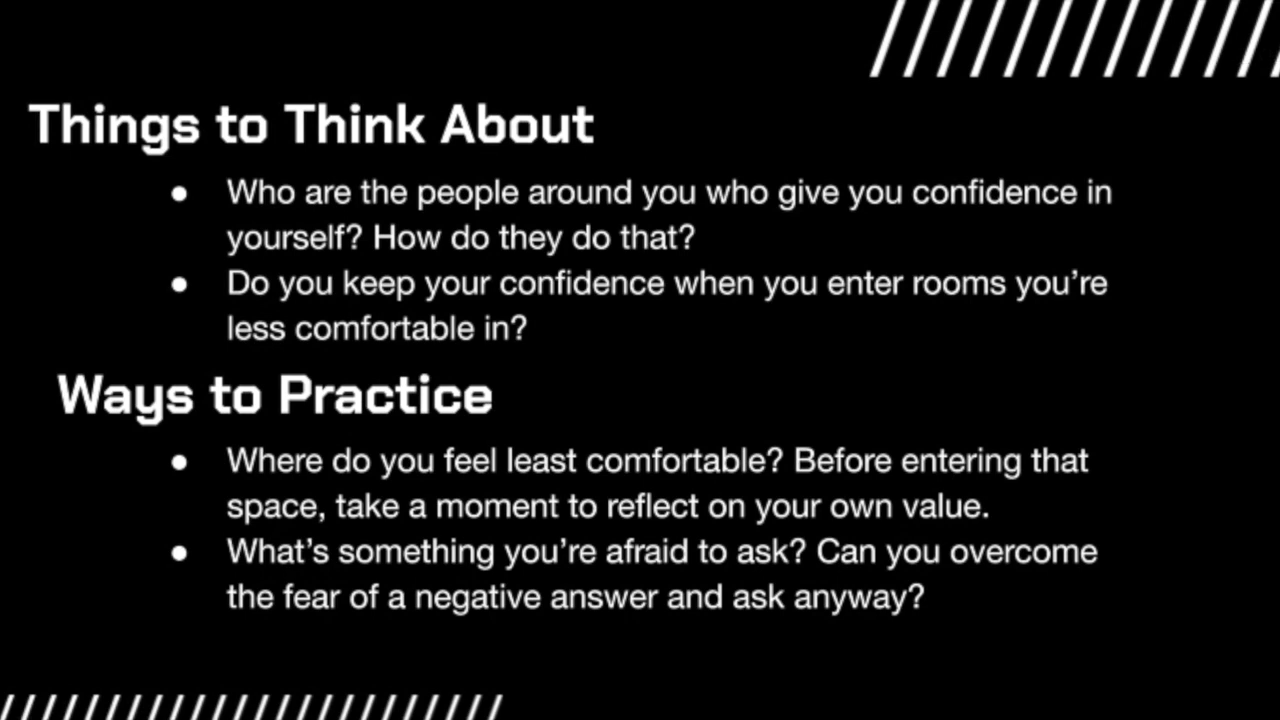 Things to Think About
● Who are the people around you who give you confidence in
yourself? How do they do that?
● Do you keep your confidence when you enter rooms you’re
less comfortable in?
Ways to Practice
● Where do you feel least comfortable? Before entering that
space, take a moment to reflect on your own value.
● What’s something you’re afraid to ask? Can you overcome
the fear of a negative answer and ask anyway?